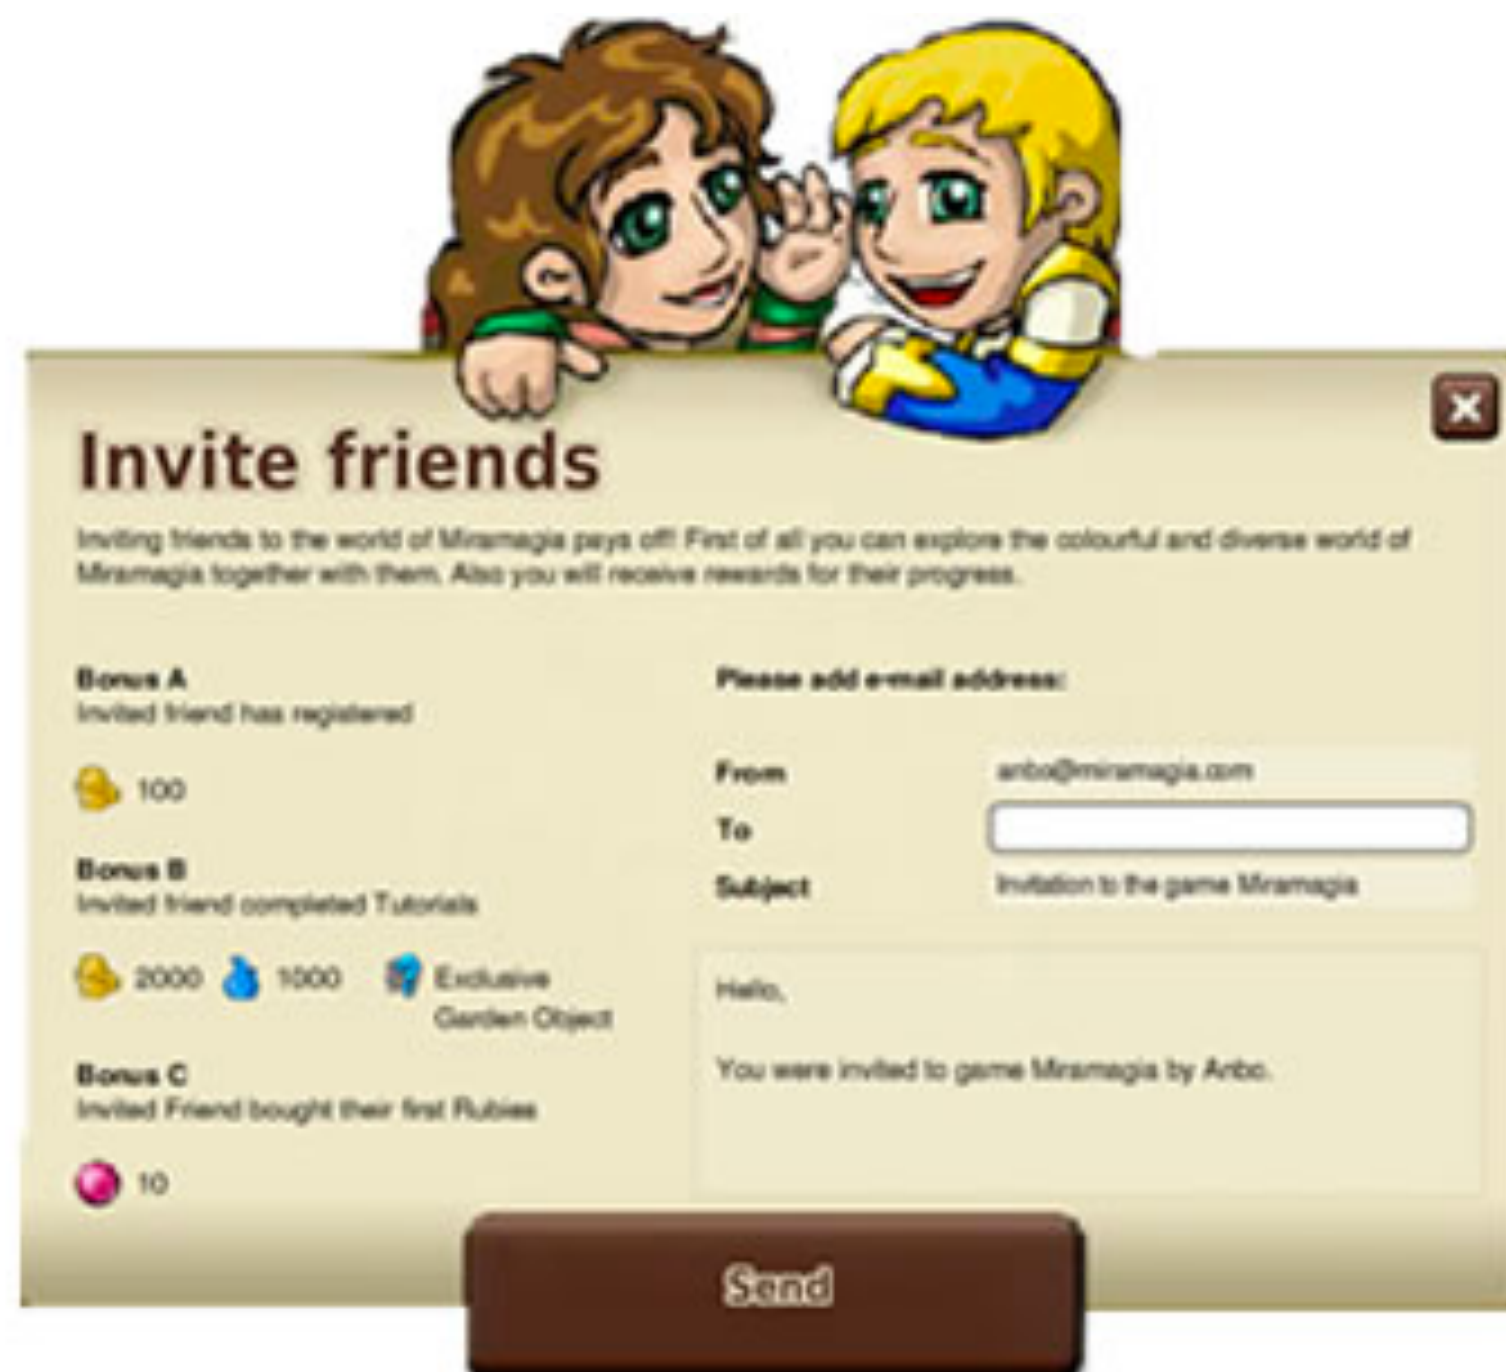 Invite friends
Inviting friends to the world of Miramagia pays off! First of all you can explore the colourful and diverse world of
Miramagia together with them. Also you will receive rewards for their progress.
Bonus A
Invited friend has registered
100
Bonus B
Invited friend completed Tutorials
2000 1000 Exclusive
Garden Object
Bonus C
Invited Friend bought their first Rubies
10
Please add e-mail address:
From anbo@miramagia.com
To
Subject Invitation to the game Miramagia
Hello,
You were invited to game Miramagia by Anbo.
Send